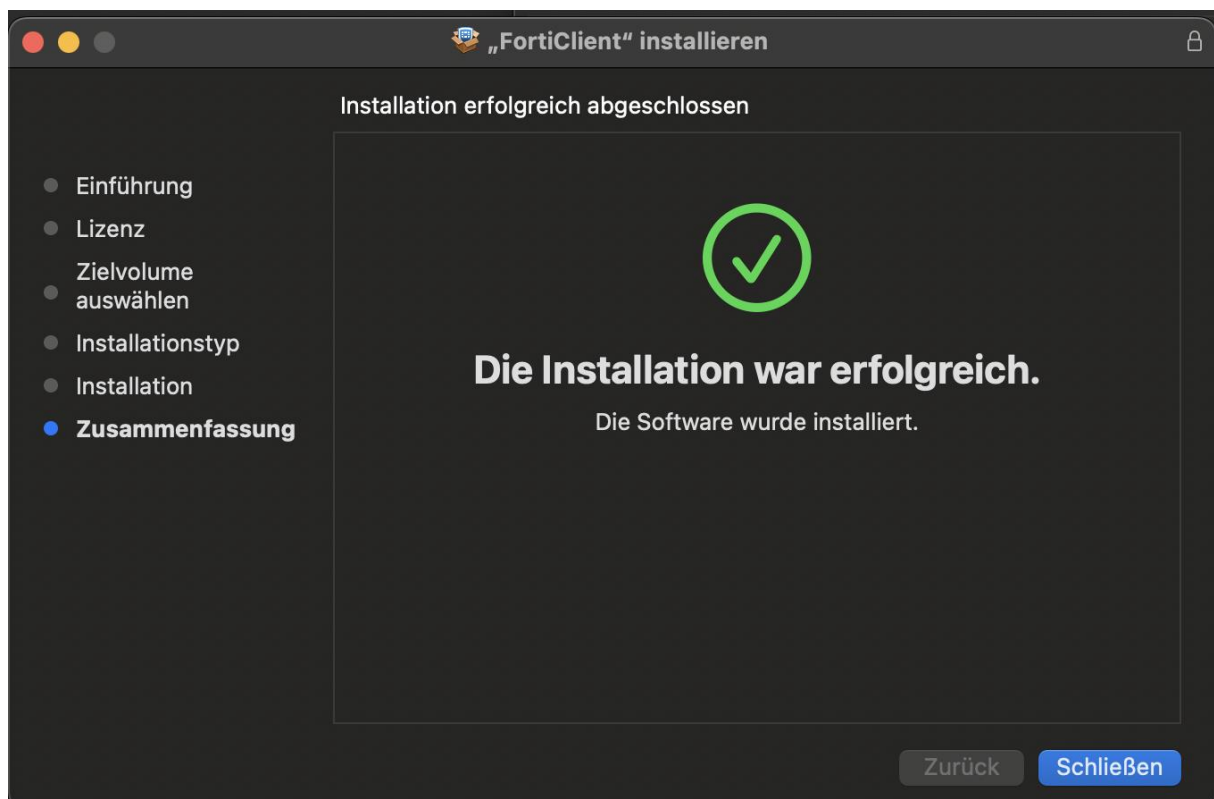 „FortiClient“ installieren
Installation erfolgreich abgeschlossen
Einführung
Lizenz
Zielvolume
auswählen
Installationstyp
Installation
Zusammenfassung
Die Installation war erfolgreich.
Die Software wurde installiert.
Zurück
Schließen